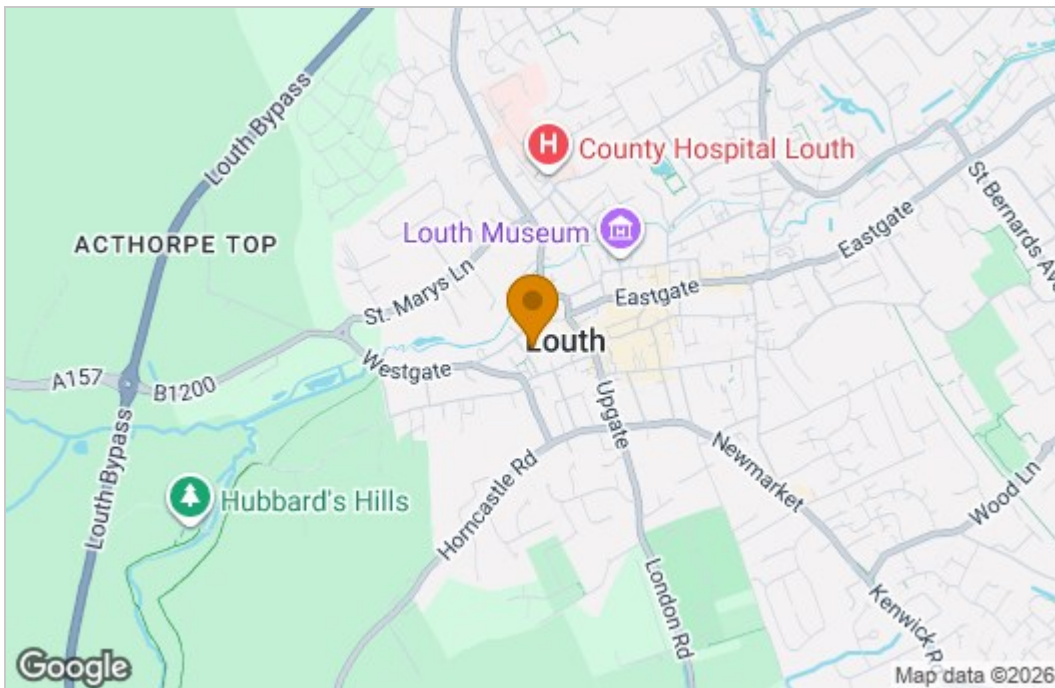 Louth Bypass
H
County Hospital Louth
St Bernards Ave
Louth Museum
M
Eastgate
ACTHORPE TOP
St. Marys Ln
Eastgate
Louth
Westgate
A157
B1200
Upgate
Louth Bypass
Newmarket
Hubbard's Hills
Horncastle Rd
Wood Ln
London Rd
Kenwick R
Google
Map data ©2026